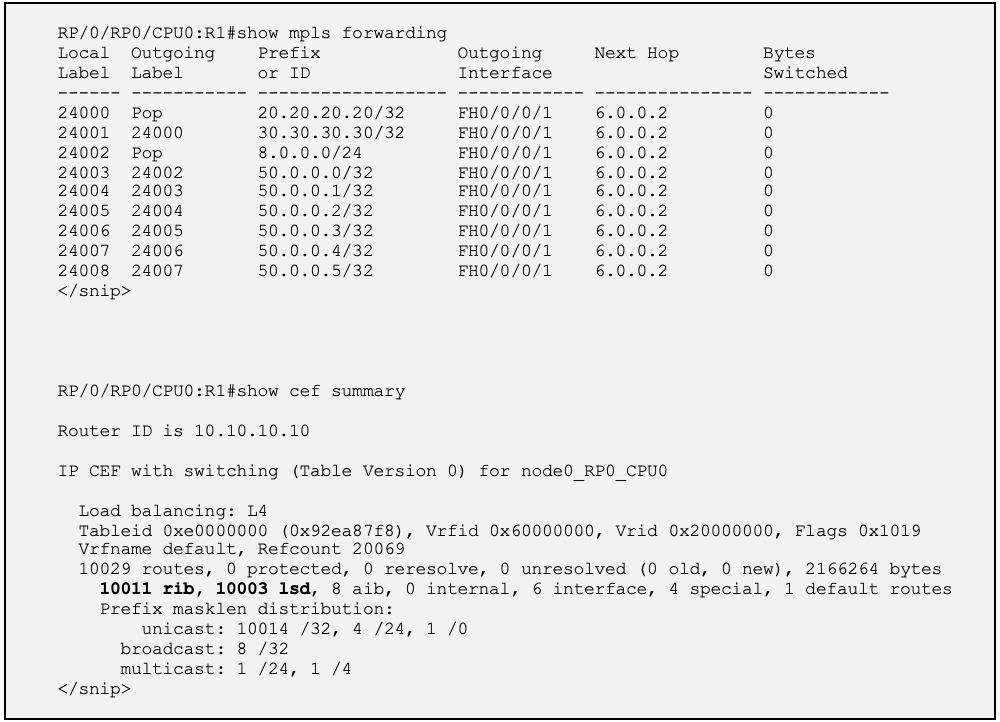 RP/0/RP0/CPU0:R1#show mpls forwarding
Local  Outgoing    Prefix             Outgoing     Next Hop        Bytes
Label  Label       or ID              Interface                    Switched
------ ----------- ------------------ ------------ --------------- ------------
24000  Pop         20.20.20.20/32     FH0/0/0/1    6.0.0.2         0
24001  24000       30.30.30.30/32     FH0/0/0/1    6.0.0.2         0
24002  Pop         8.0.0.0/24         FH0/0/0/1    6.0.0.2         0
24003  24002       50.0.0.0/32        FH0/0/0/1    6.0.0.2         0
24004  24003       50.0.0.1/32        FH0/0/0/1    6.0.0.2         0
24005  24004       50.0.0.2/32        FH0/0/0/1    6.0.0.2         0
24006  24005       50.0.0.3/32        FH0/0/0/1    6.0.0.2         0
24007  24006       50.0.0.4/32        FH0/0/0/1    6.0.0.2         0
24008  24007       50.0.0.5/32        FH0/0/0/1    6.0.0.2         0
</snip>
RP/0/RP0/CPU0:R1#show cef summary
Router ID is 10.10.10.10
IP CEF with switching (Table Version 0) for node0_RP0_CPU0
Load balancing: L4
Tableid 0xe0000000 (0x92ea87f8), Vrfid 0x60000000, Vrid 0x20000000, Flags 0x1019
Vrfname default, Refcount 20069
10029 routes, 0 protected, 0 reresolve, 0 unresolved (0 old, 0 new), 2166264 bytes
10011 rib, 10003 lsd, 8 aib, 0 internal, 6 interface, 4 special, 1 default routes
Prefix masklen distribution:
unicast: 10014 /32, 4 /24, 1 /0
broadcast: 8 /32
multicast: 1 /24, 1 /4
</snip>